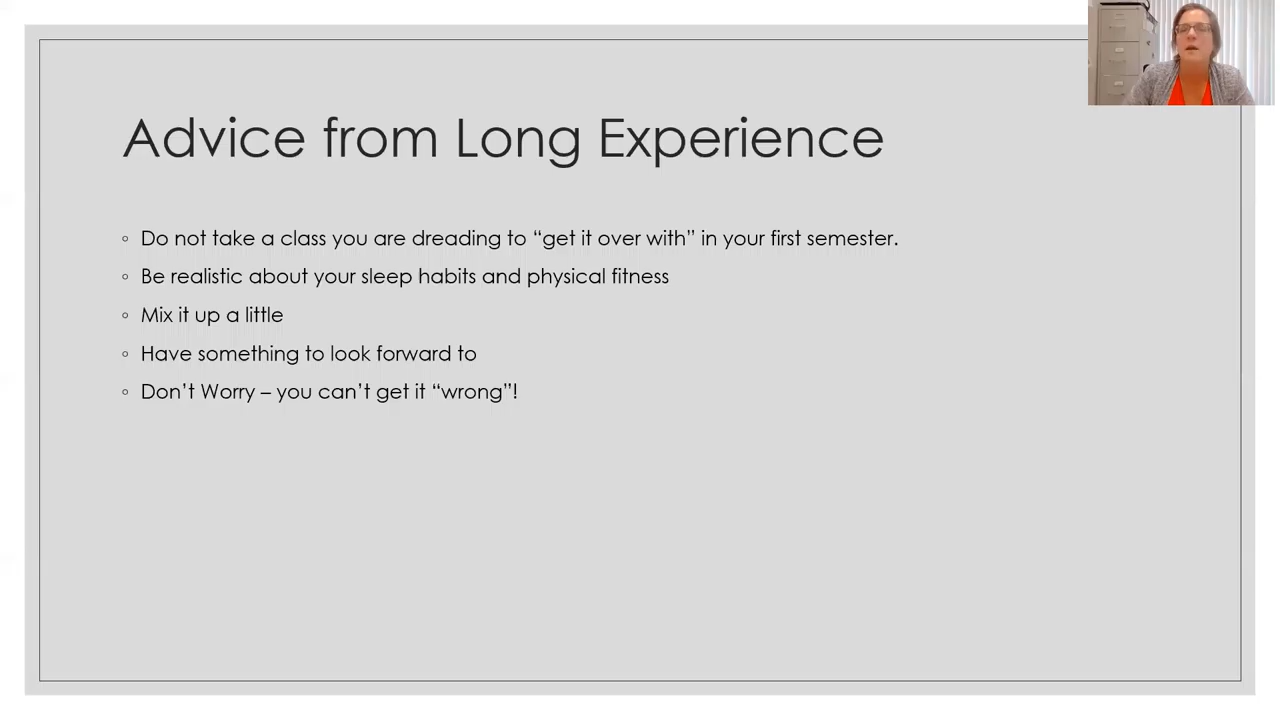 Advice from Long Experience
Do not take a class you are dreading to “get it over with” in your first semester.
Be realistic about your sleep habits and physical fitness
Mix it up a little
Have something to look forward to
Don’t Worry – you can’t get it “wrong”!